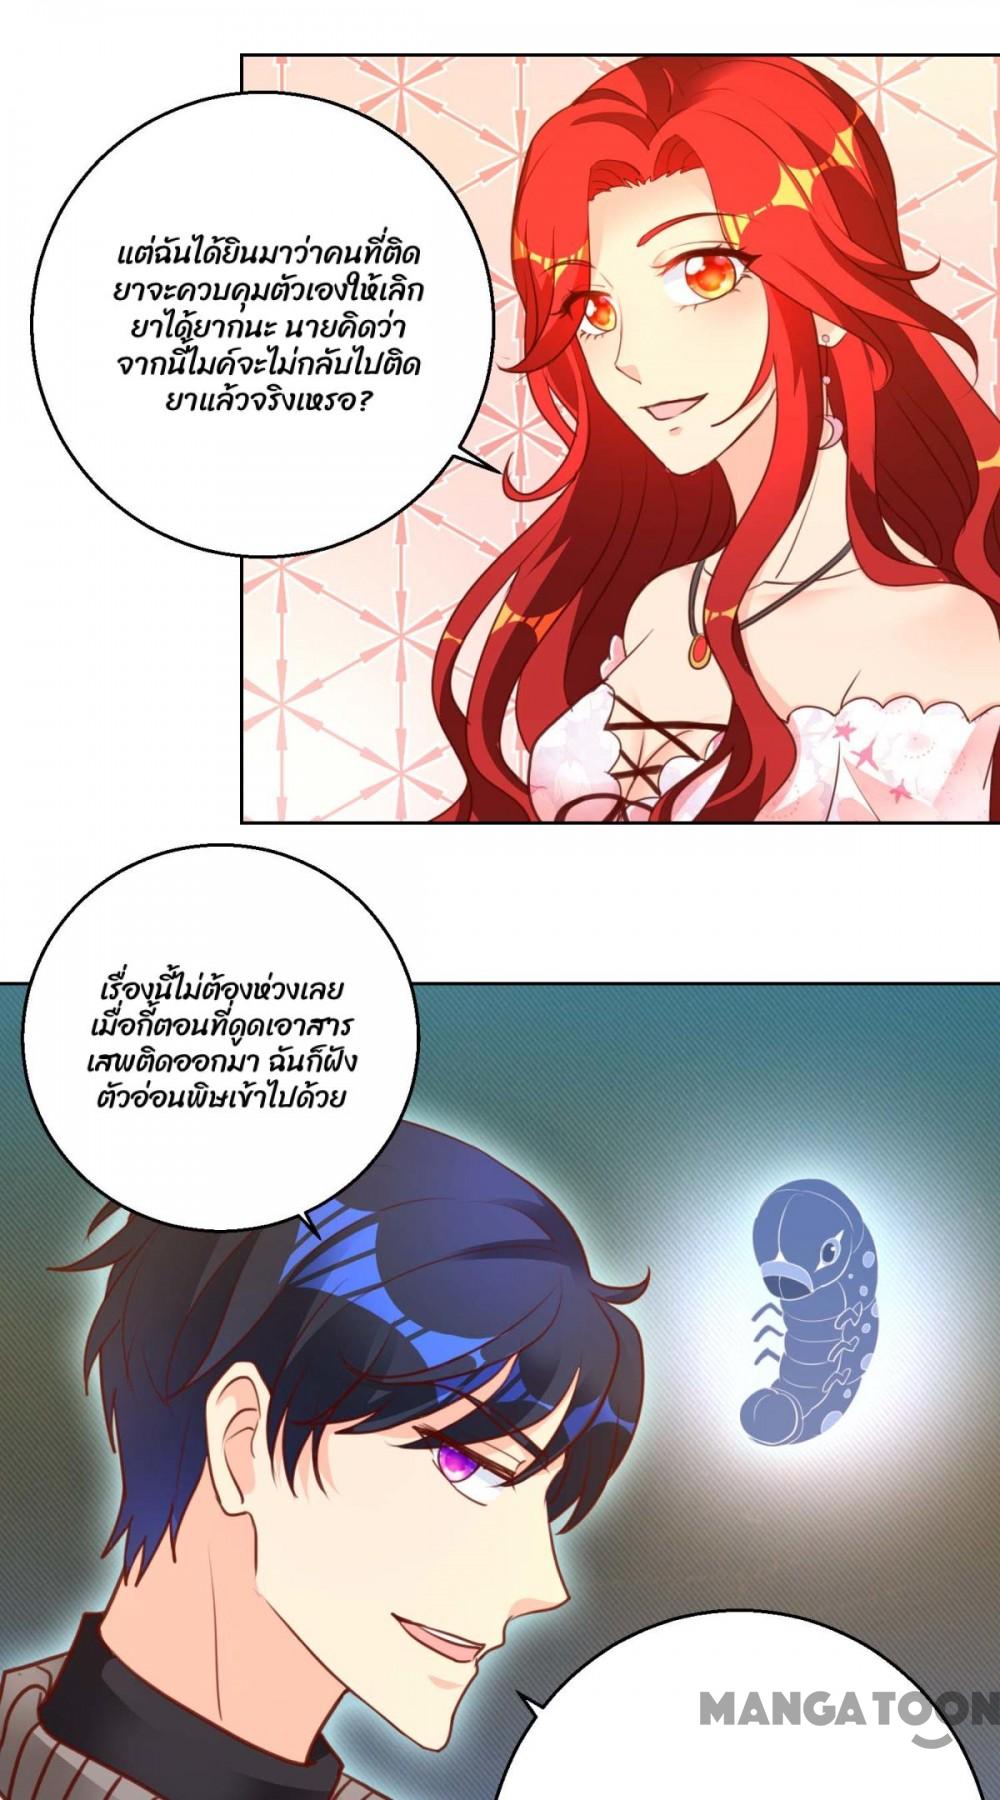 แต่ฉันได้ยินมาว่าคนที่ติด
ยาจะควบคุมตัวเองให้เลิก
ยาได้ยากนะ นายคิดว่า
จากนี้ไมค์จะไม่กลับไปติด
ยาแล้วจริงเหรอ?
เรื่องนี้ไม่ต้องห่วงเลย
เมื่อกี้ตอนที่ดูดเอาสาร
เสพติดออกมา ฉันก็ฝัง
ตัวอ่อนพิษเข้าไปด้วย
MANGATOON